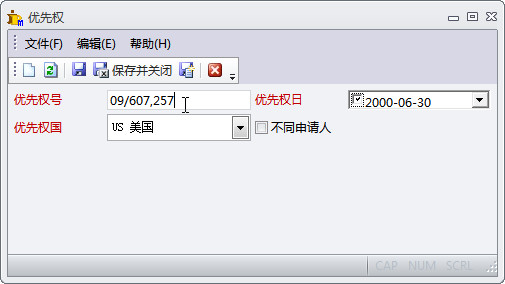 优先权
文件(F) 编辑(E) 帮助(H)
保存并关闭
优先权号 09/607,257 优先权日 2000-06-30
优先权国 US 美国 不同申请人
CAP NUM SCRL